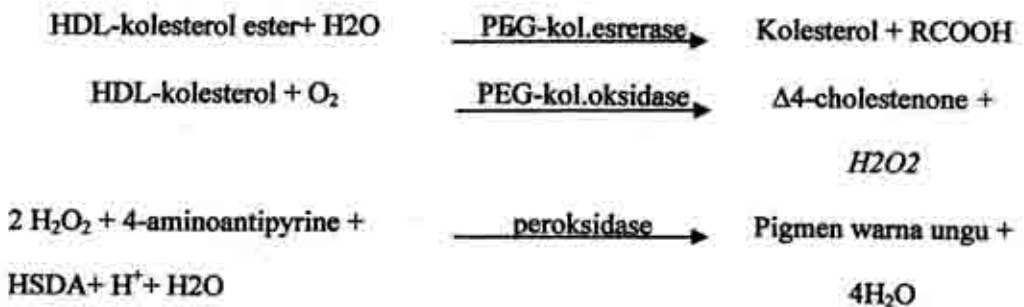 HDL-kolesterol ester+ H2O PEG-kol.esrerase Kolesterol + RCOOH
HDL-kolesterol + O₂ PEG-kol.oksidase Δ4-cholestenone +
H2O2
2 H₂O₂ + 4-aminoantipyrine + peroksidase Pigmen warna ungu +
HSDA+ H⁺+ H2O 4H₂O